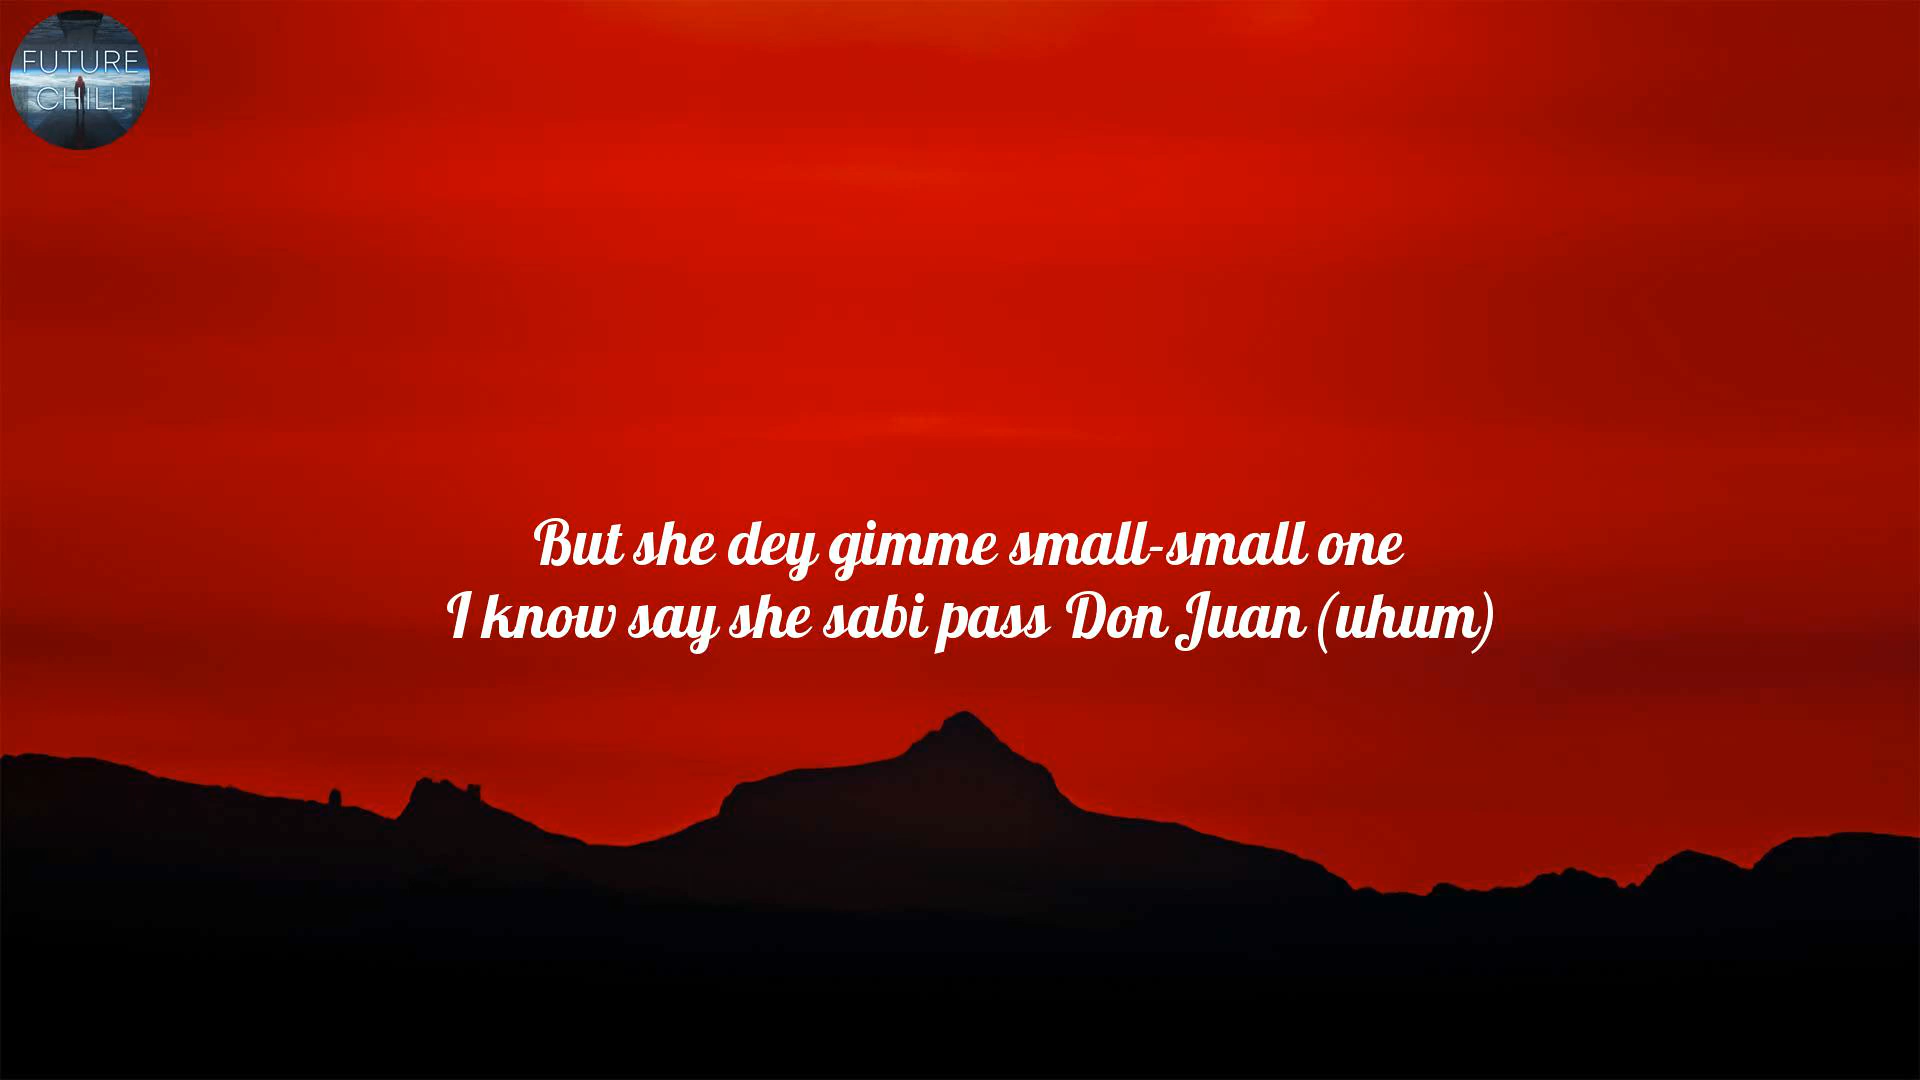 FUTURE
CHILL
But she dey gimme small-small one
I know say she sabi pass Don Juan (uhum)